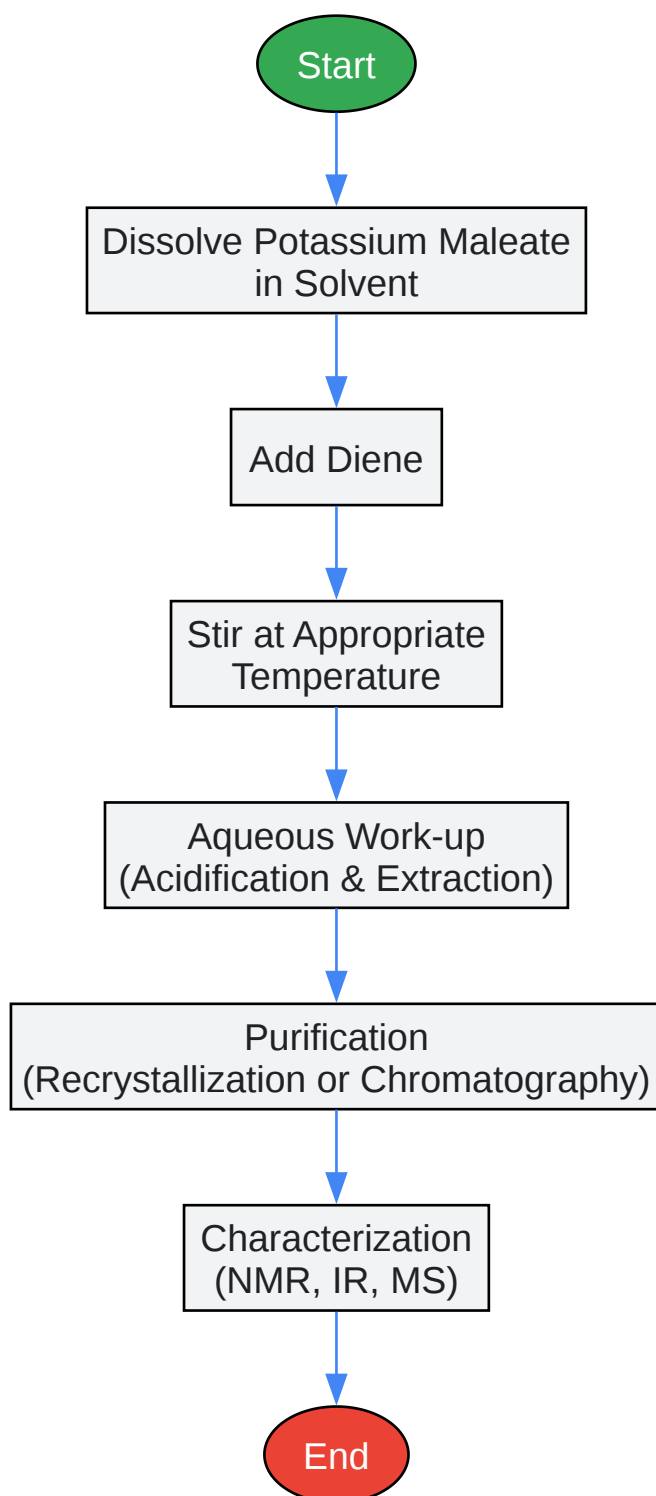 Start
Dissolve Potassium Maleate
in Solvent
Add Diene
Stir at Appropriate
Temperature
Aqueous Work-up
(Acidification & Extraction)
Purification
(Recrystallization or Chromatography)
Characterization
(NMR, IR, MS)
End